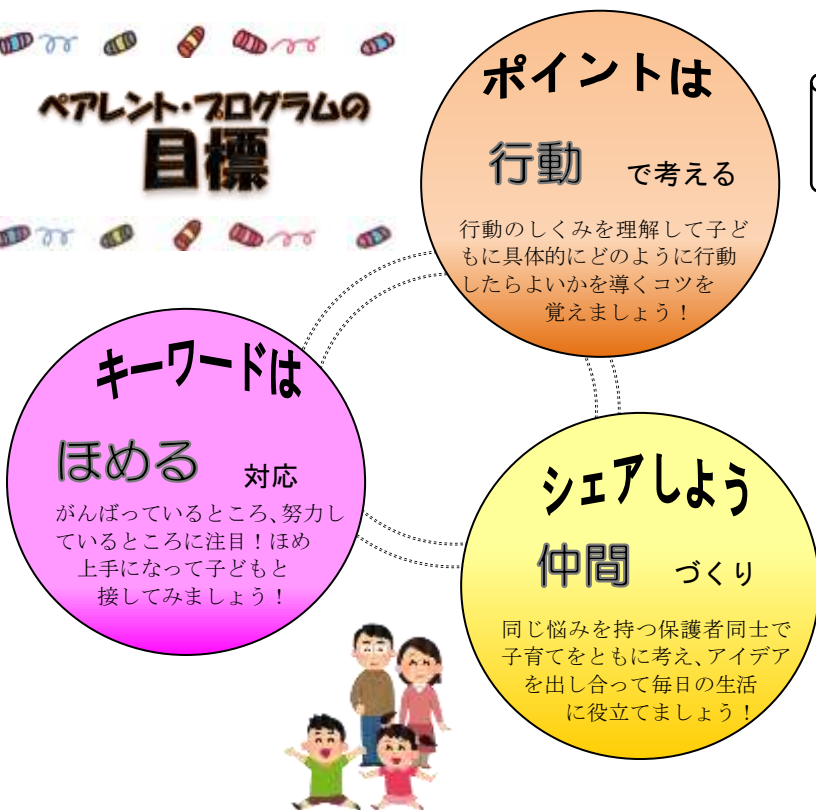 ペアレント・プログラムの
目標
ポイントは
行動 で考える
行動のしくみを理解して子ど
もに具体的にどのように行動
したらよいかを導くコツを
覚えましょう！
キーワードは
ほめる 対応
がんばっているところ、努力し
ているところに注目！ほめ
上手になって子どもと
接してみましょう！
シェアしよう
仲間 づくり
同じ悩みを持つ保護者同士で
子育てをともに考え、アイデア
を出し合って毎日の生活
に役立てましょう！